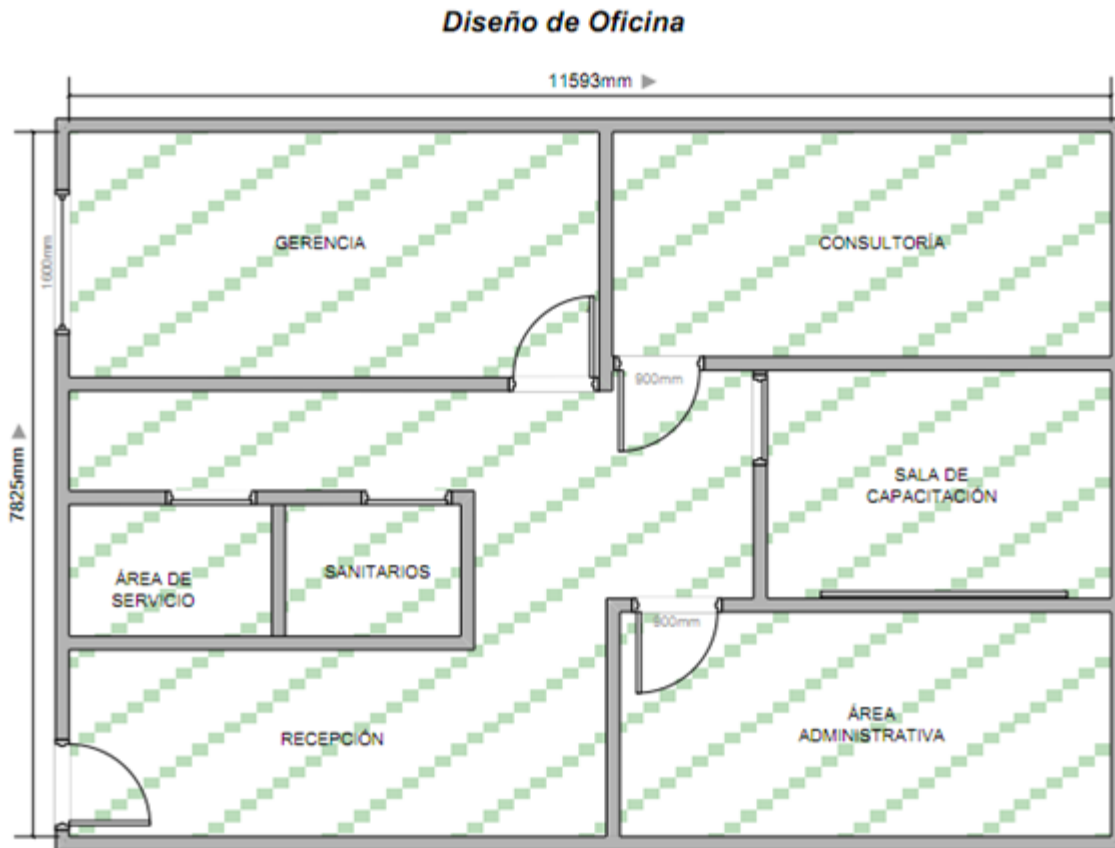 Diseño de Oficina
11593mm
1600mm
GERENCIA
CONSULTORÍA
900mm
7825mm
SALA DE
CAPACITACIÓN
ÁREA DE
SERVICIO
SANITARIOS
900mm
RECEPCIÓN
ÁREA
ADMINISTRATIVA